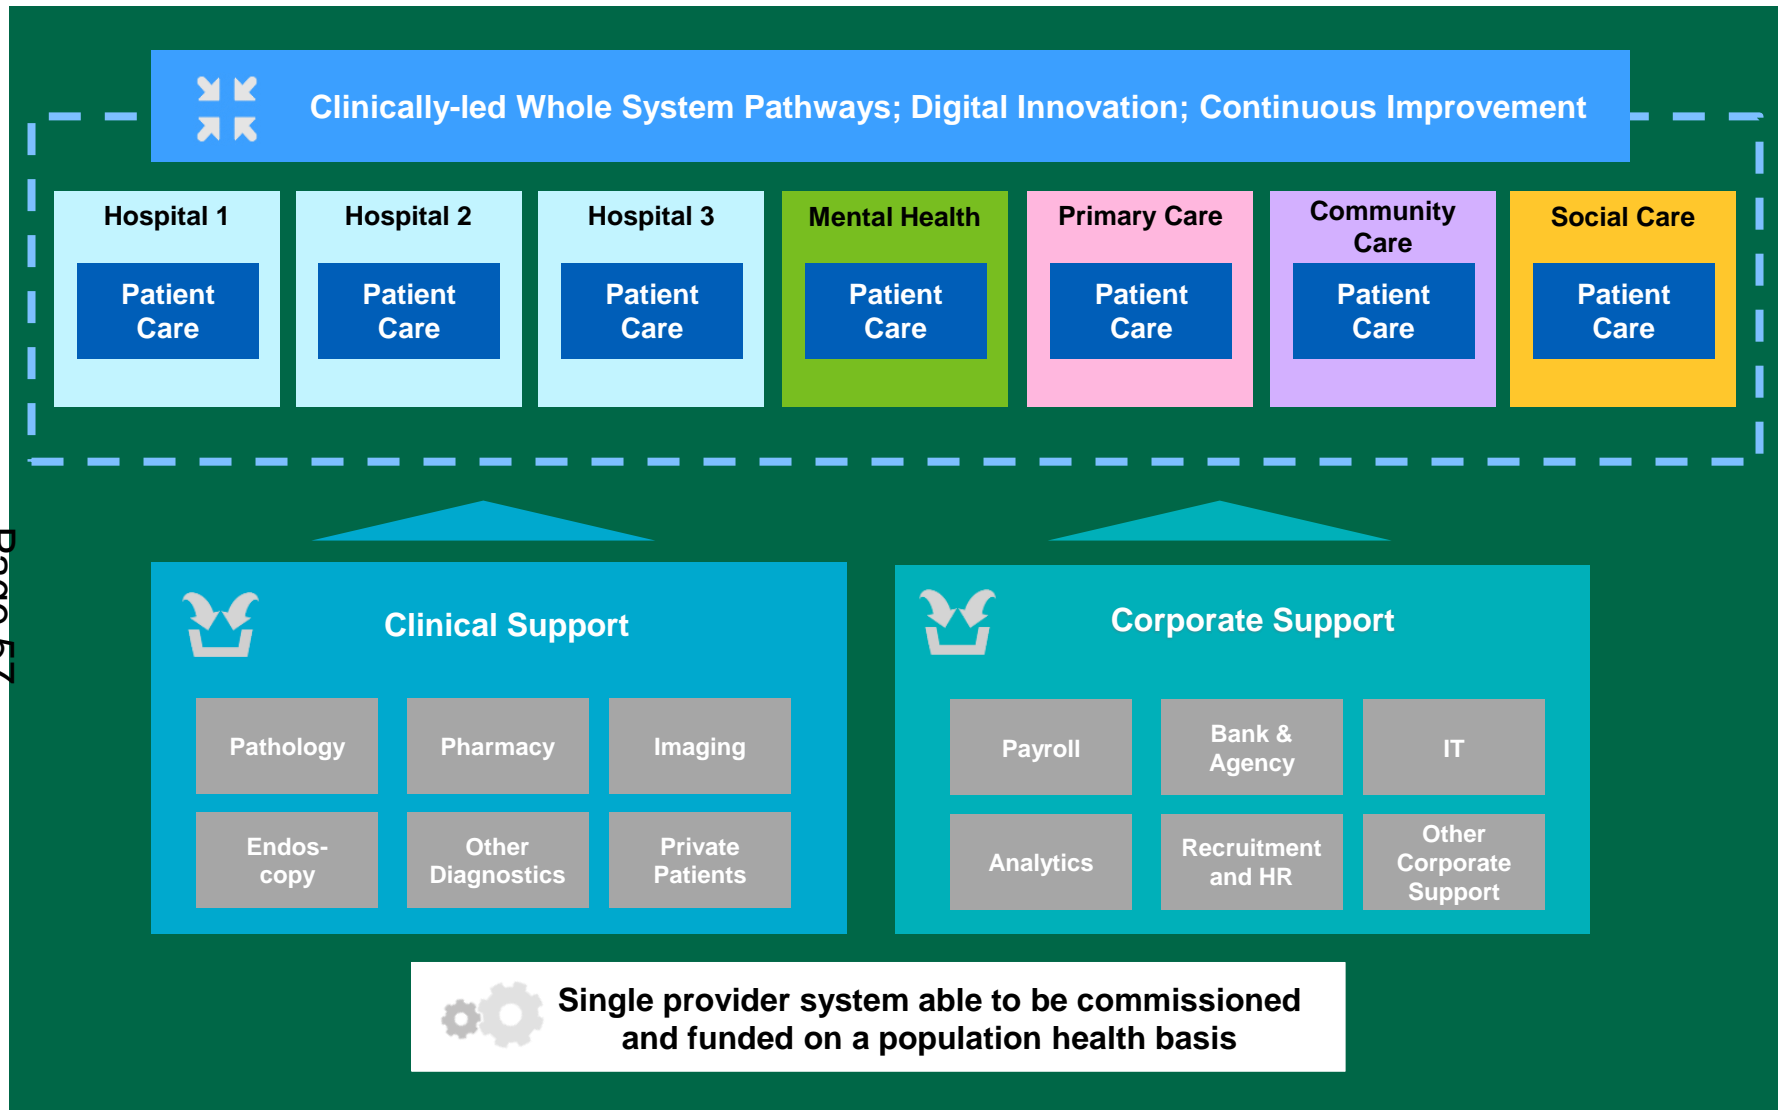 Clinically-led Whole System Pathways; Digital Innovation; Continuous Improvement
Hospital 1
Patient
Care
Hospital 2
Patient
Care
Hospital 3
Patient
Care
Mental Health
Patient
Care
Primary Care
Patient
Care
Community
Care
Patient
Care
Social Care
Patient
Care
Page 57
Clinical Support
Pathology
Pharmacy
Imaging
Endos-
copy
Other
Diagnostics
Private
Patients
Corporate Support
Payroll
Bank &
Agency
IT
Analytics
Recruitment
and HR
Other
Corporate
Support
Single provider system able to be commissioned
and funded on a population health basis